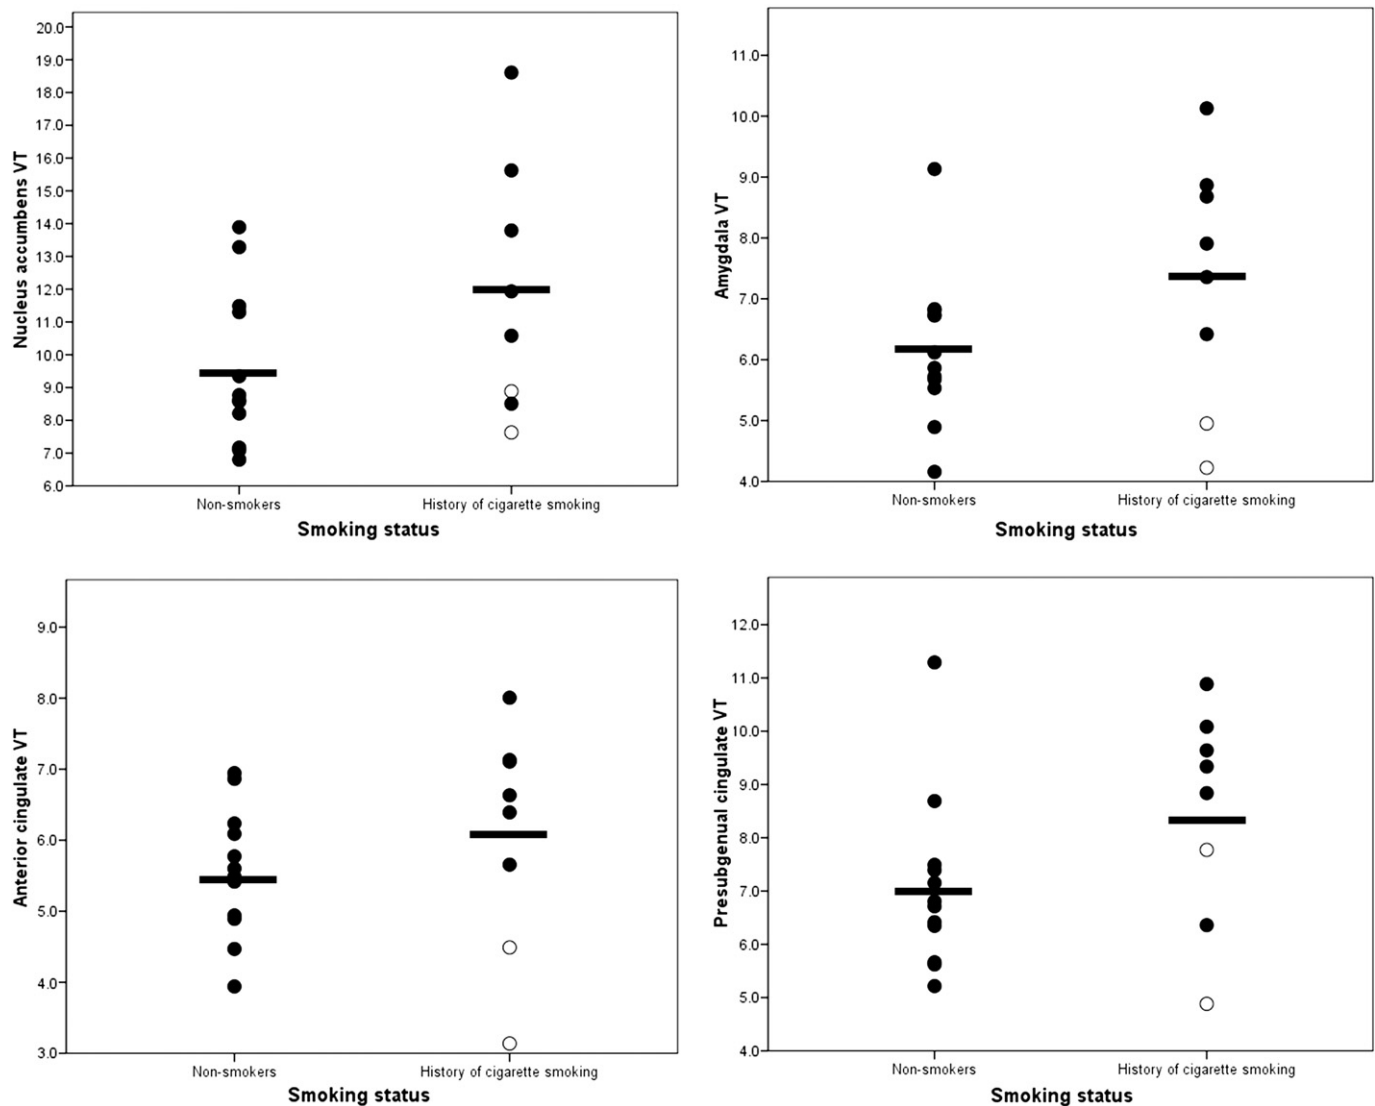 Nucleus accumbens VT
20.0
19.0
18.0
17.0
16.0
15.0
14.0
13.0
12.0
11.0
10.0
9.0
8.0
7.0
6.0
Non-smokers
History of cigarette smoking
Smoking status
Amygdala VT
11.0
10.0
9.0
8.0
7.0
6.0
5.0
4.0
Non-smokers
History of cigarette smoking
Smoking status
Anterior cingulate VT
9.0
8.0
7.0
6.0
5.0
4.0
3.0
Non-smokers
History of cigarette smoking
Smoking status
Presubgenual cingulate VT
12.0
11.0
10.0
9.0
8.0
7.0
6.0
5.0
4.0
Non-smokers
History of cigarette smoking
Smoking status